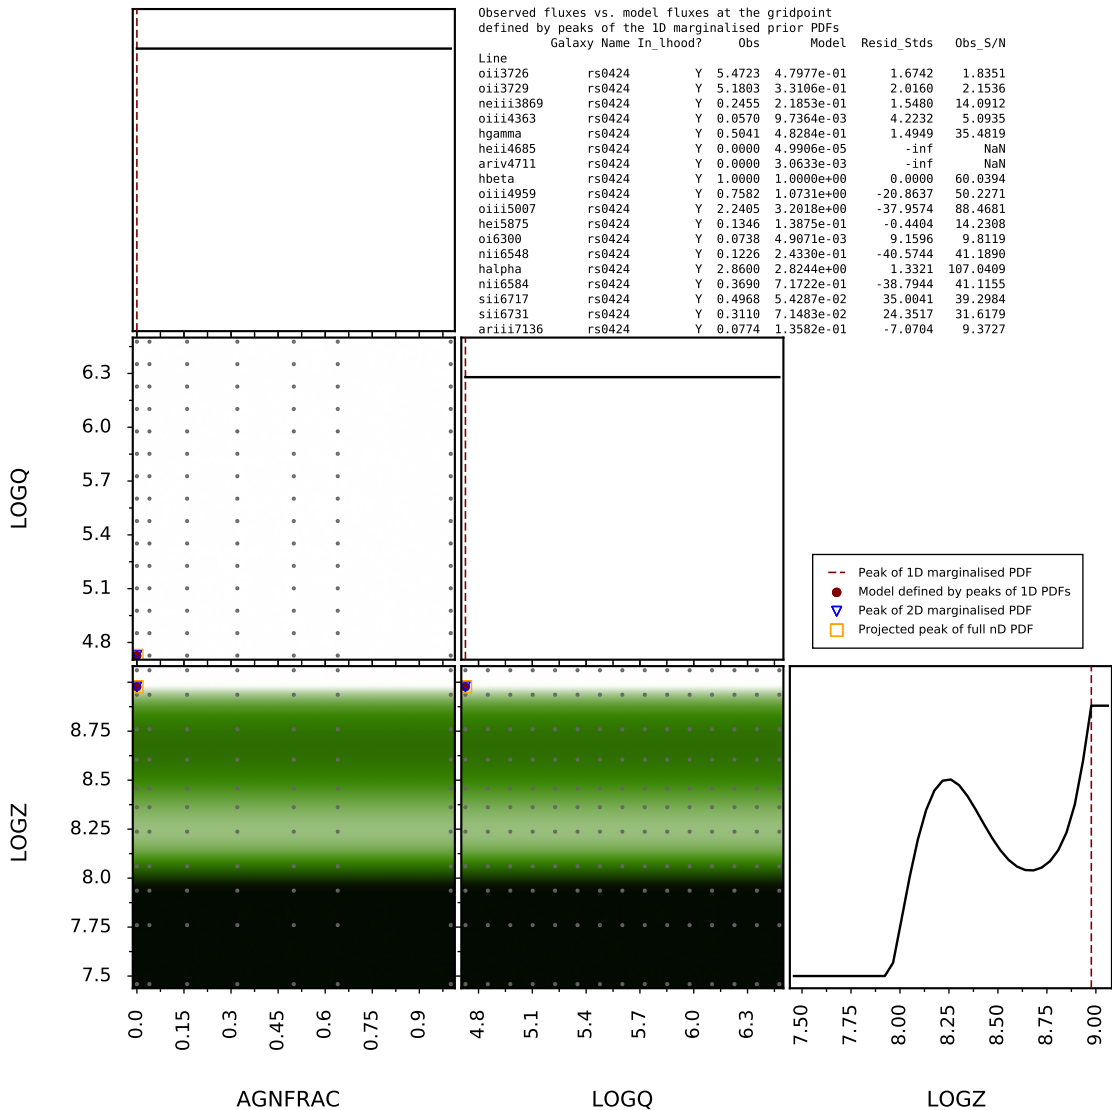 Observed fluxes vs. model fluxes at the gridpoint
defined by peaks of the 1D marginalised prior PDFs
Galaxy Name In_lhood? Obs Model Resid_Stds Obs_S/N
Line
oii3726 rs0424 Y 5.4723 4.7977e-01 1.6742 1.8351
oii3729 rs0424 Y 5.1803 3.3106e-01 2.0160 2.1536
neiii3869 rs0424 Y 0.2455 2.1853e-01 1.5480 14.0912
oiii4363 rs0424 Y 0.0570 9.7364e-03 4.2232 5.0935
hgamma rs0424 Y 0.5041 4.8284e-01 1.4949 35.4819
heii4685 rs0424 Y 0.0000 4.9906e-05 -inf NaN
ariv4711 rs0424 Y 0.0000 3.0633e-03 -inf NaN
hbeta rs0424 Y 1.0000 1.0000e+00 0.0000 60.0394
oiii4959 rs0424 Y 0.7582 1.0731e+00 -20.8637 50.2271
oiii5007 rs0424 Y 2.2405 3.2018e+00 -37.9574 88.4681
hei5875 rs0424 Y 0.1346 1.3875e-01 -0.4404 14.2308
oi6300 rs0424 Y 0.0738 4.9071e-03 9.1596 9.8119
nii6548 rs0424 Y 0.1226 2.4330e-01 -40.5744 41.1890
halpha rs0424 Y 2.8600 2.8244e+00 1.3321 107.0409
nii6584 rs0424 Y 0.3690 7.1722e-01 -38.7944 41.1155
sii6717 rs0424 Y 0.4968 5.4287e-02 35.0041 39.2984
sii6731 rs0424 Y 0.3110 7.1483e-02 24.3517 31.6179
ariii7136 rs0424 Y 0.0774 1.3582e-01 -7.0704 9.3727
6.3
6.0
5.7
5.4
5.1
4.8
LOGQ
Peak of 1D marginalised PDF
Model defined by peaks of 1D PDFs
Peak of 2D marginalised PDF
Projected peak of full nD PDF
8.75
8.5
8.25
8.0
7.75
7.5
LOGZ
0.0 0.15 0.3 0.45 0.6 0.75 0.9
4.8 5.1 5.4 5.7 6.0 6.3
7.50 7.75 8.00 8.25 8.50 8.75 9.00
AGNFRAC LOGQ LOGZ